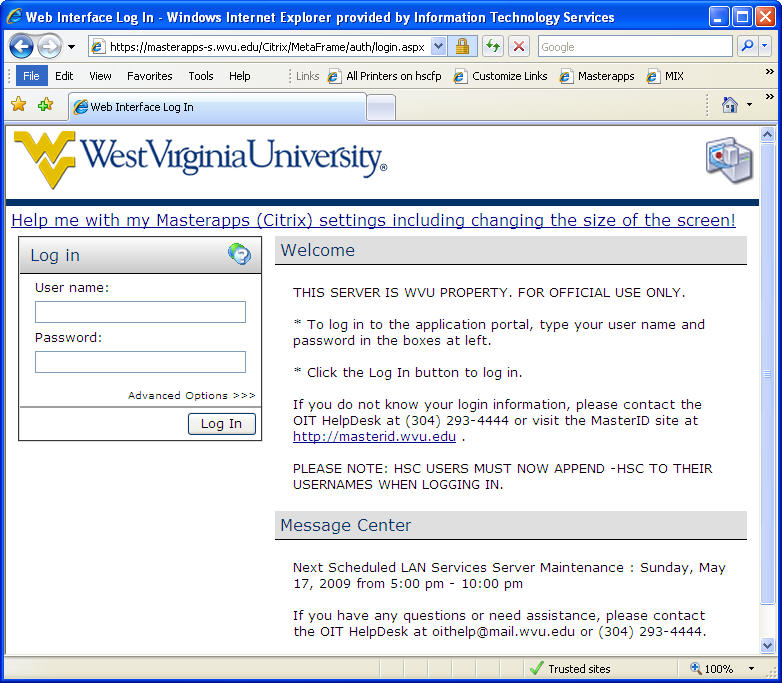 Web Interface Log In - Windows Internet Explorer provided by Information Technology Services
https://masterapps-s.wvu.edu/Citrix/MetaFrame/auth/login.aspx
Google
File Edit View Favorites Tools Help
Links All Printers on hscfp Customize Links Masterapps MIX
Web Interface Log In
West Virginia University®
Help me with my Masterapps (Citrix) settings including changing the size of the screen!
Log in
User name:
Password:
Advanced Options >>>
Log In
Welcome
THIS SERVER IS WVU PROPERTY. FOR OFFICIAL USE ONLY.
* To log in to the application portal, type your user name and
password in the boxes at left.
* Click the Log In button to log in.
If you do not know your login information, please contact the
OIT HelpDesk at (304) 293-4444 or visit the MasterID site at
http://masterid.wvu.edu .
PLEASE NOTE: HSC USERS MUST NOW APPEND -HSC TO THEIR
USERNAMES WHEN LOGGING IN.
Message Center
Next Scheduled LAN Services Server Maintenance : Sunday, May
17, 2009 from 5:00 pm - 10:00 pm
If you have any questions or need assistance, please contact
the OIT HelpDesk at oithelp@mail.wvu.edu or (304) 293-4444.
Trusted sites
100%